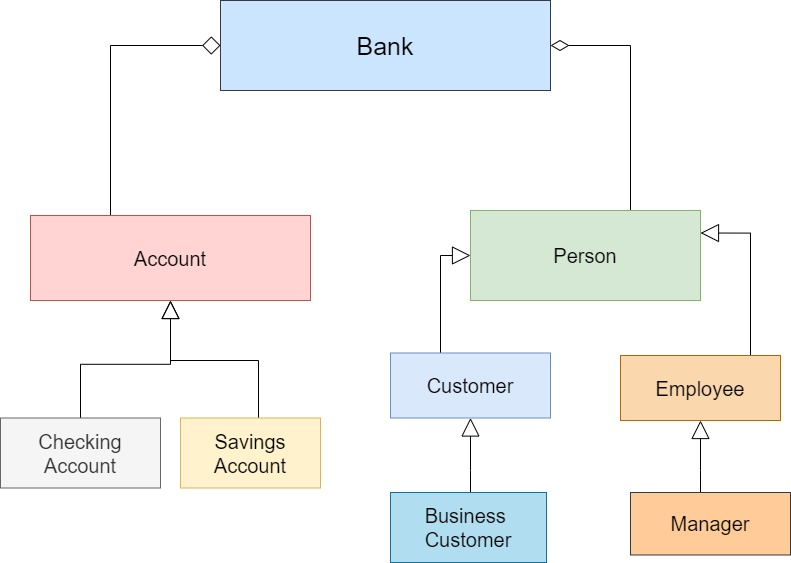 Bank
Account
Person
Customer
Employee
Checking
Account
Savings
Account
Business
Customer
Manager